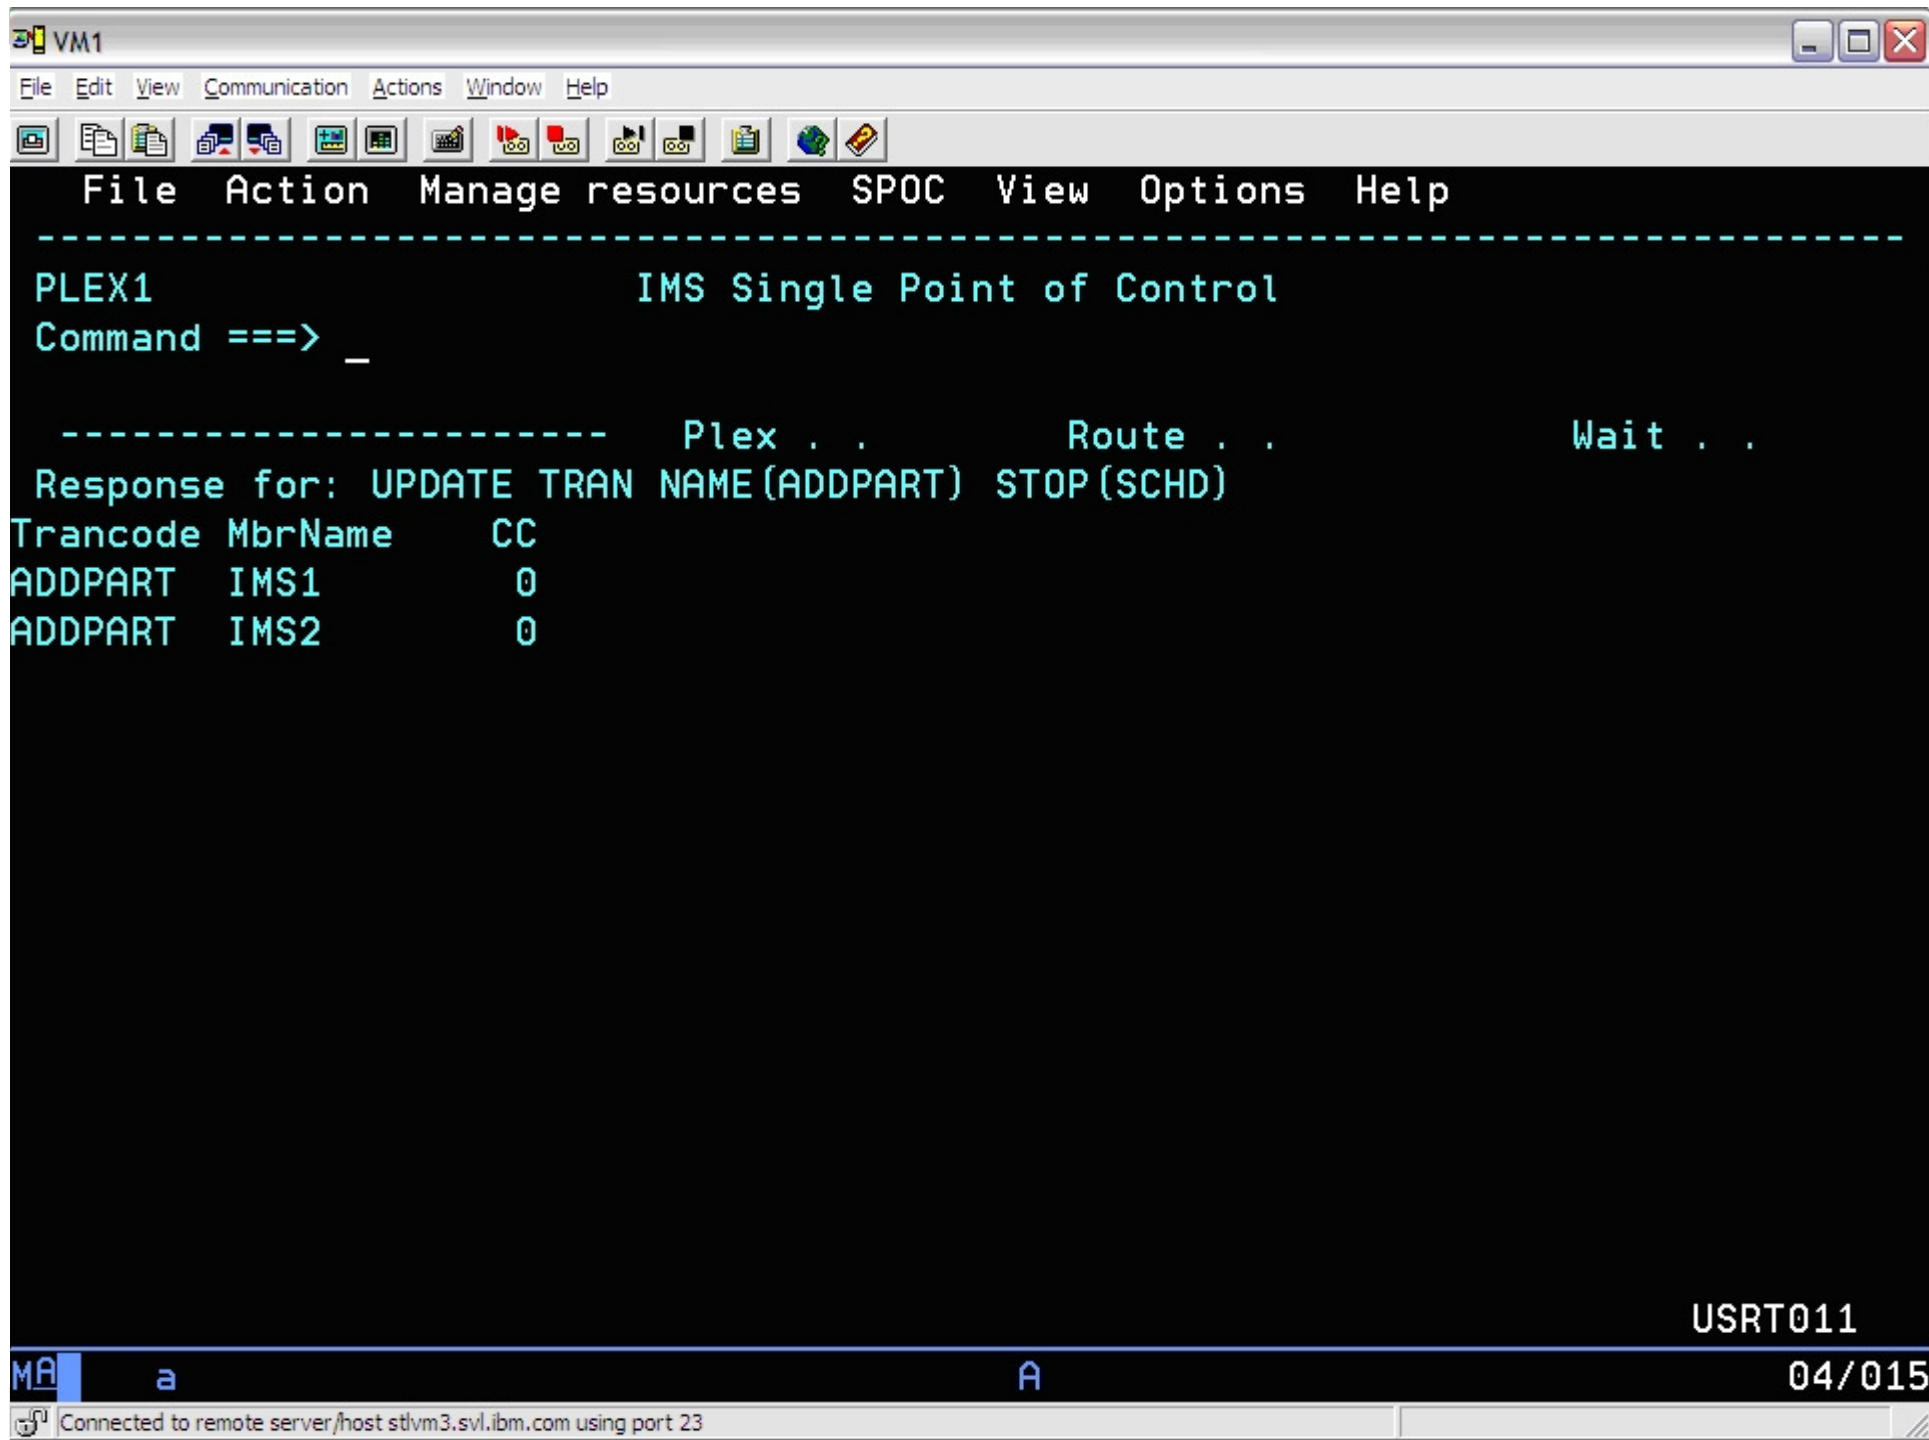 VM1
File Edit View Communication Actions Window Help
File Action Manage resources SPOC View Options Help
--------------------------------------------------------------------------------
PLEX1 IMS Single Point of Control
Command ===> _
----------------------- Plex . . Route . . Wait . .
Response for: UPDATE TRAN NAME(ADDPART) STOP(SCHD)
Trancode MbrName CC
ADDPART IMS1 0
ADDPART IMS2 0
USRT011
MA a A 04/015
Connected to remote server/host stlvm3.svl.ibm.com using port 23